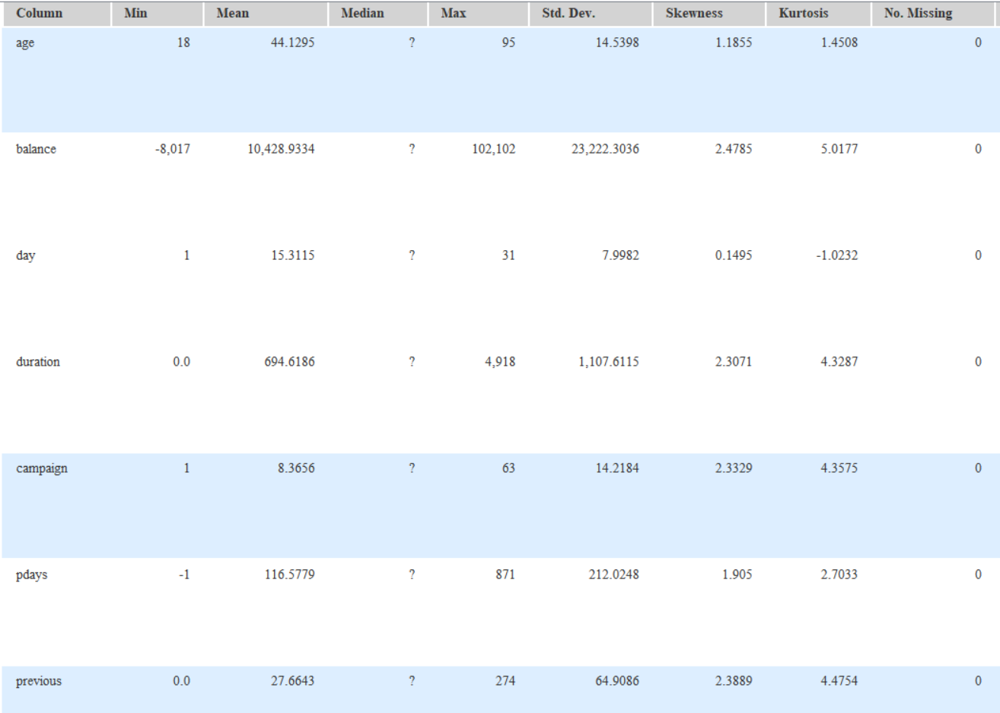 Column Min Mean Median Max Std. Dev. Skewness Kurtosis No. Missing
age 18 44.1295 ? 95 14.5398 1.1855 1.4508 0
balance -8,017 10,428.9334 ? 102,102 23,222.3036 2.4785 5.0177 0
day 1 15.3115 ? 31 7.9982 0.1495 -1.0232 0
duration 0.0 694.6186 ? 4,918 1,107.6115 2.3071 4.3287 0
campaign 1 8.3656 ? 63 14.2184 2.3329 4.3575 0
pdays -1 116.5779 ? 871 212.0248 1.905 2.7033 0
previous 0.0 27.6643 ? 274 64.9086 2.3889 4.4754 0